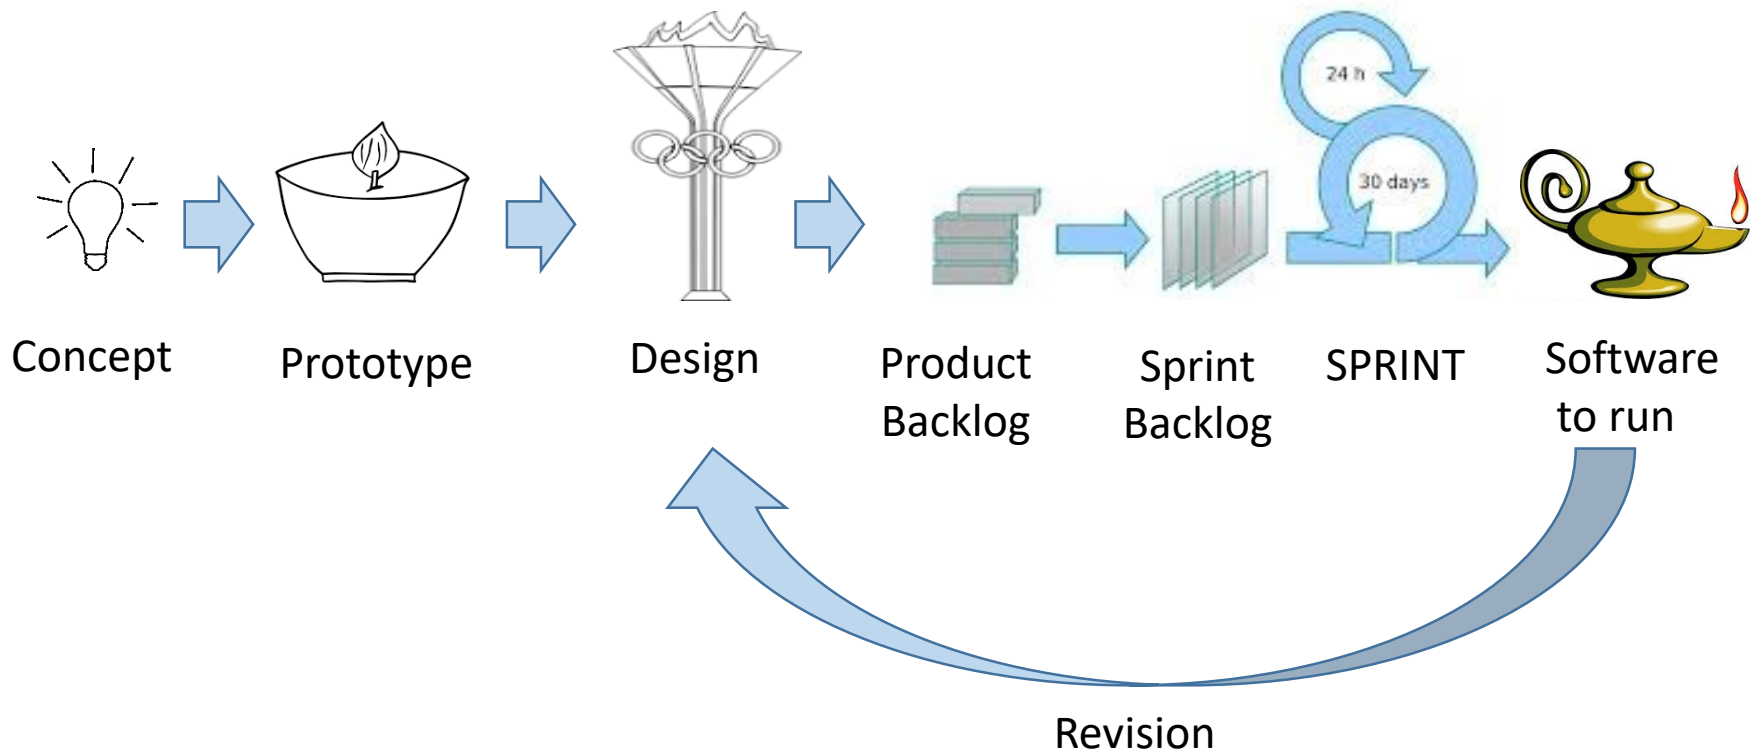 24 h
30 days
Concept
Prototype
Design
Product
Backlog
Sprint
Backlog
SPRINT
Software
to run
Revision